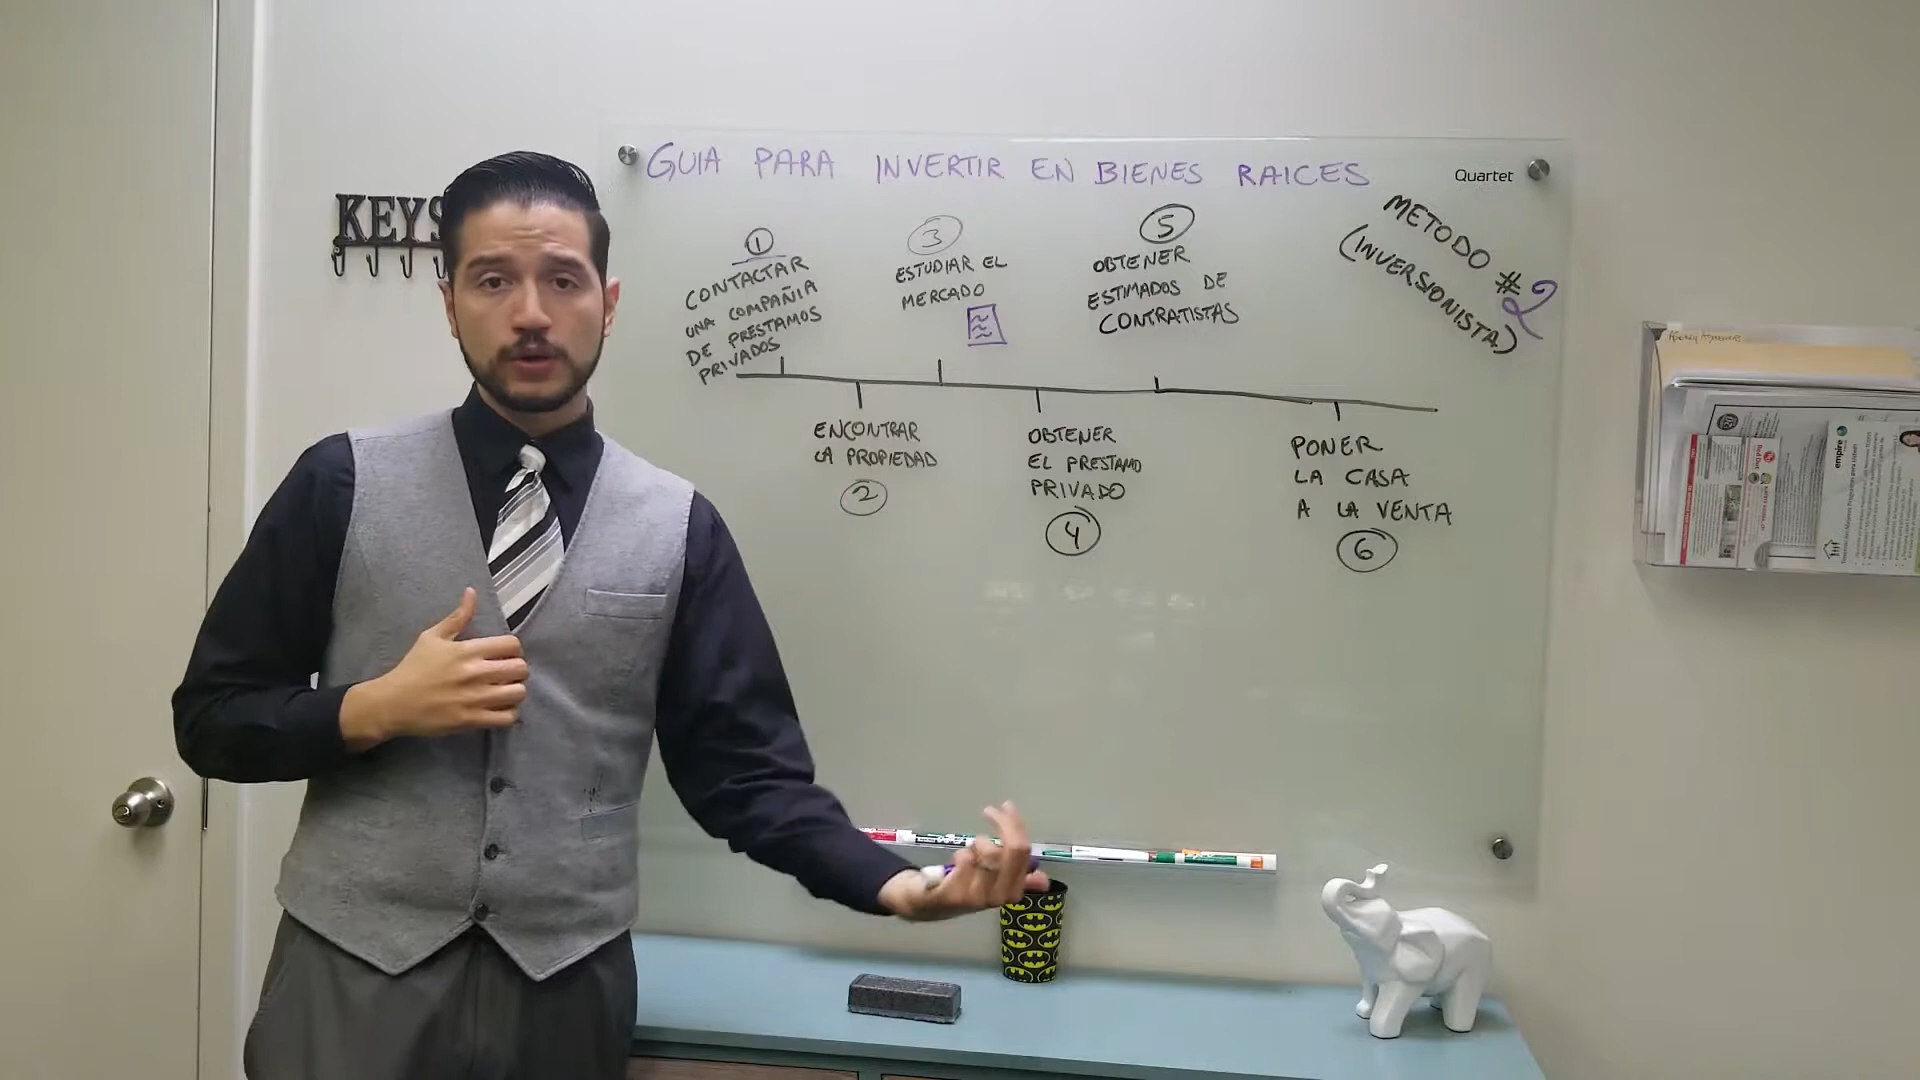 GUIA PARA INVERTIR EN BIENES RAICES
Quartet
METODO #2
(INVERSIONISTA)
KEYS
1
CONTACTAR
UNA COMPAÑIA
DE PRESTAMOS
PRIVADOS
ENCONTRAR
LA PROPIEDAD
2
3
ESTUDIAR EL
MERCADO
OBTENER
EL PRESTAMO
PRIVADO
4
5
OBTENER
ESTIMADOS DE
CONTRATISTAS
PONER
LA CASA
A LA VENTA
6
empire